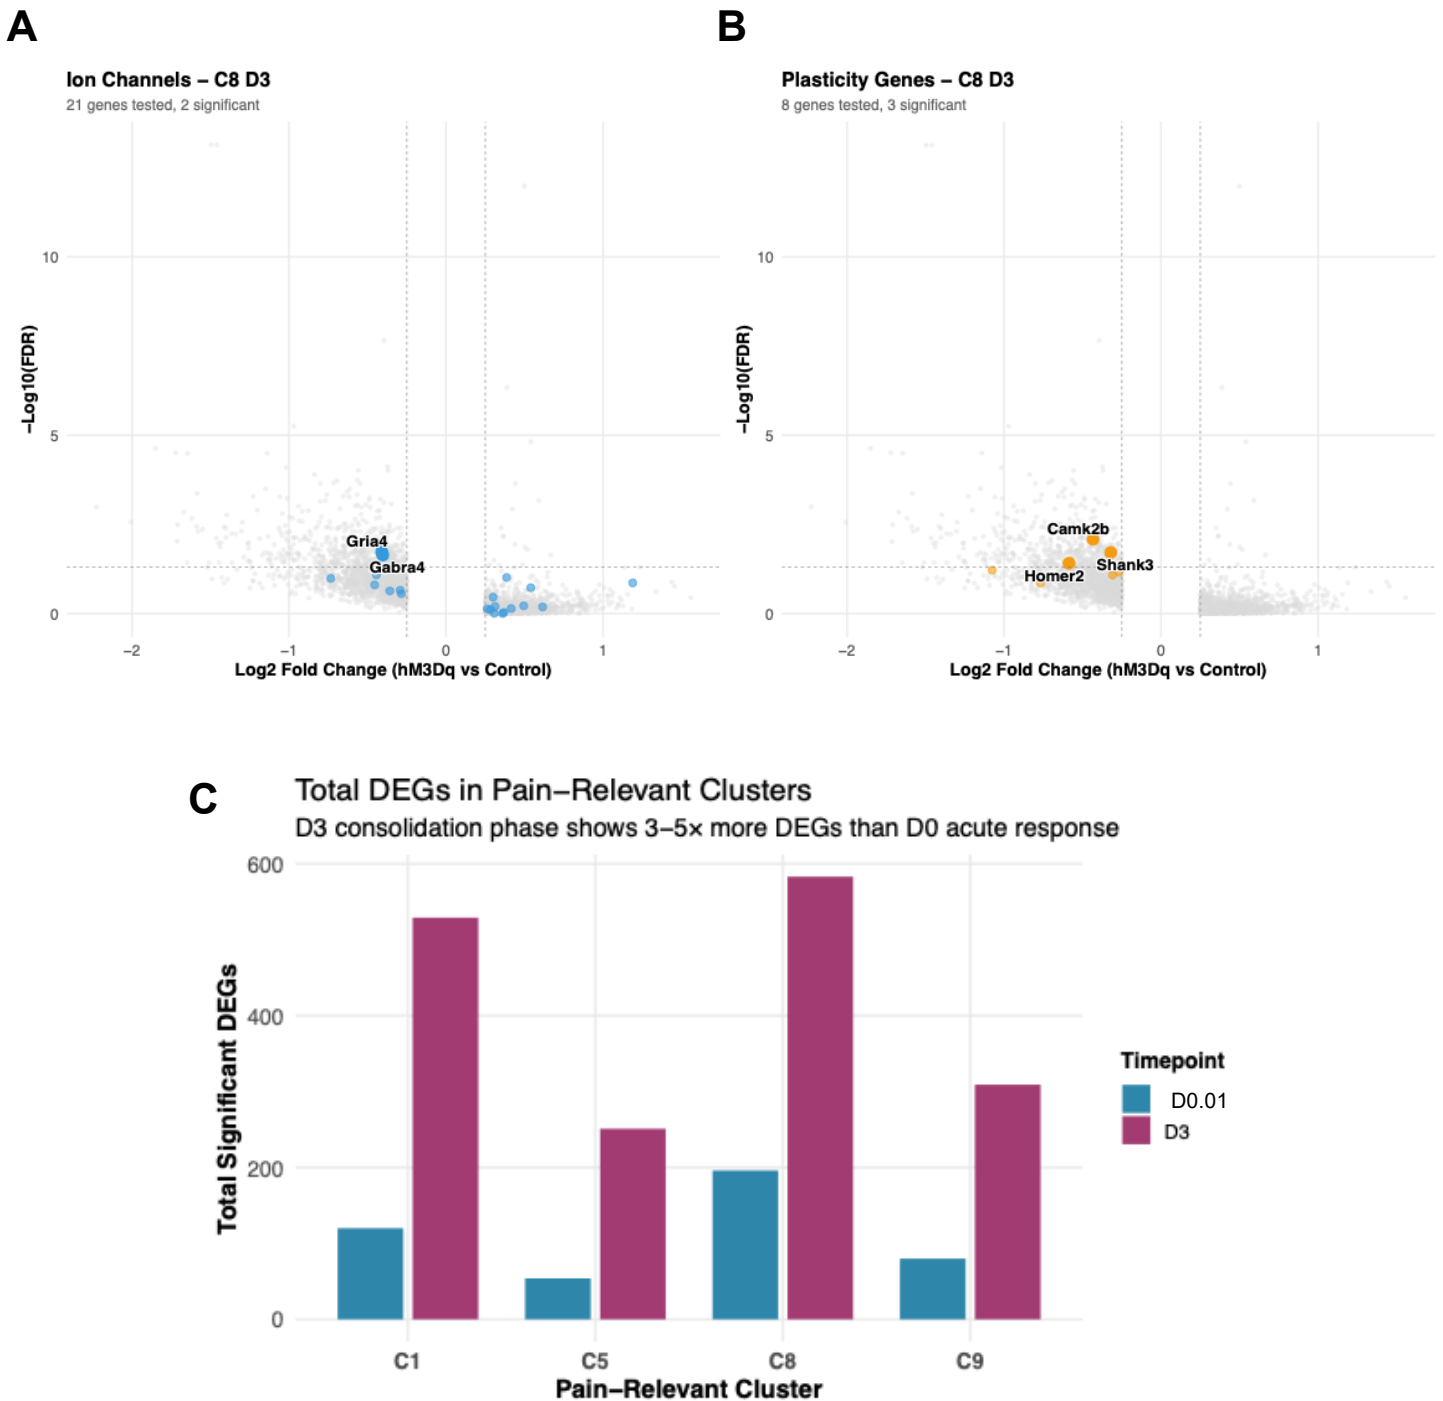 A
Ion Channels – C8 D3
21 genes tested, 2 significant
–Log10(FDR)
10
5
0
Gria4
Gabra4
–2
–1
0
1
Log2 Fold Change (hM3Dq vs Control)
B
Plasticity Genes – C8 D3
8 genes tested, 3 significant
–Log10(FDR)
10
5
0
Camk2b
Shank3
Homer2
–2
–1
0
1
Log2 Fold Change (hM3Dq vs Control)
C
Total DEGs in Pain–Relevant Clusters
D3 consolidation phase shows 3–5× more DEGs than D0 acute response
Total Significant DEGs
600
400
200
0
C1
C5
C8
C9
Pain–Relevant Cluster
Timepoint
D0.01
D3